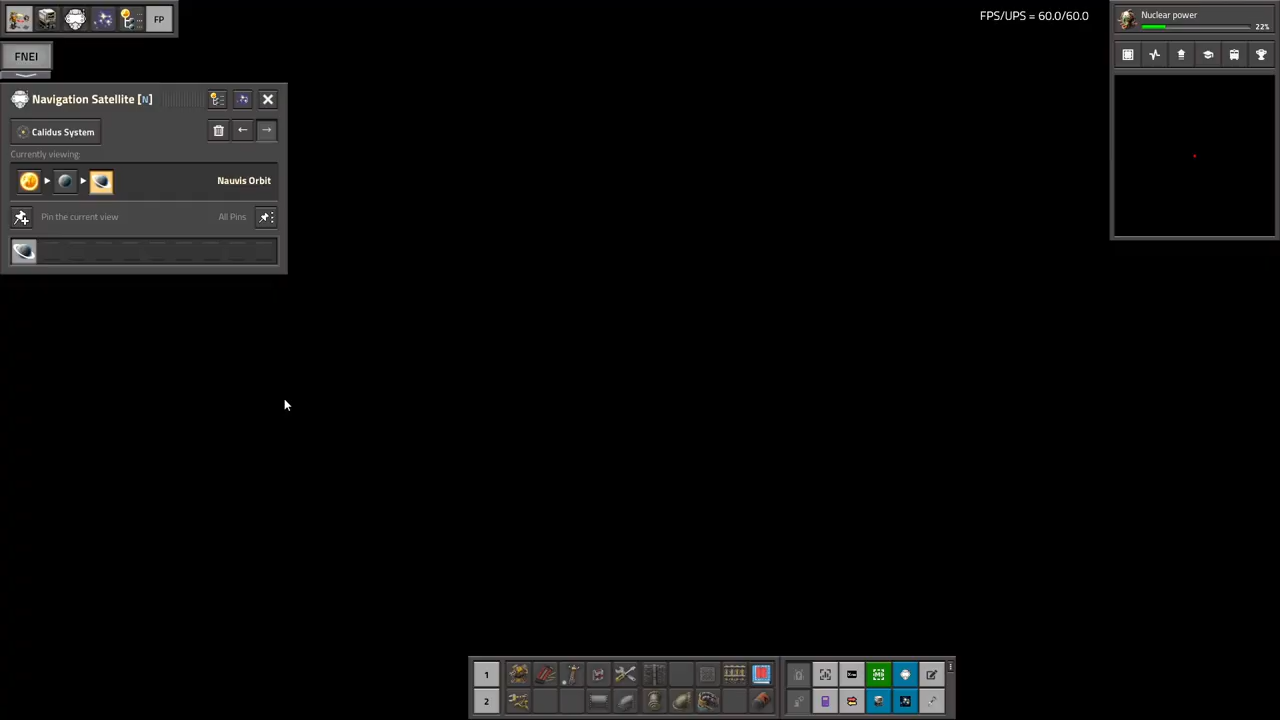 FP
FPS/UPS = 60.0/60.0
Nuclear power
22%
FNEI
Navigation Satellite [N]
Calidus System
Currently viewing:
Nauvis Orbit
Pin the current view
All Pins
1
2